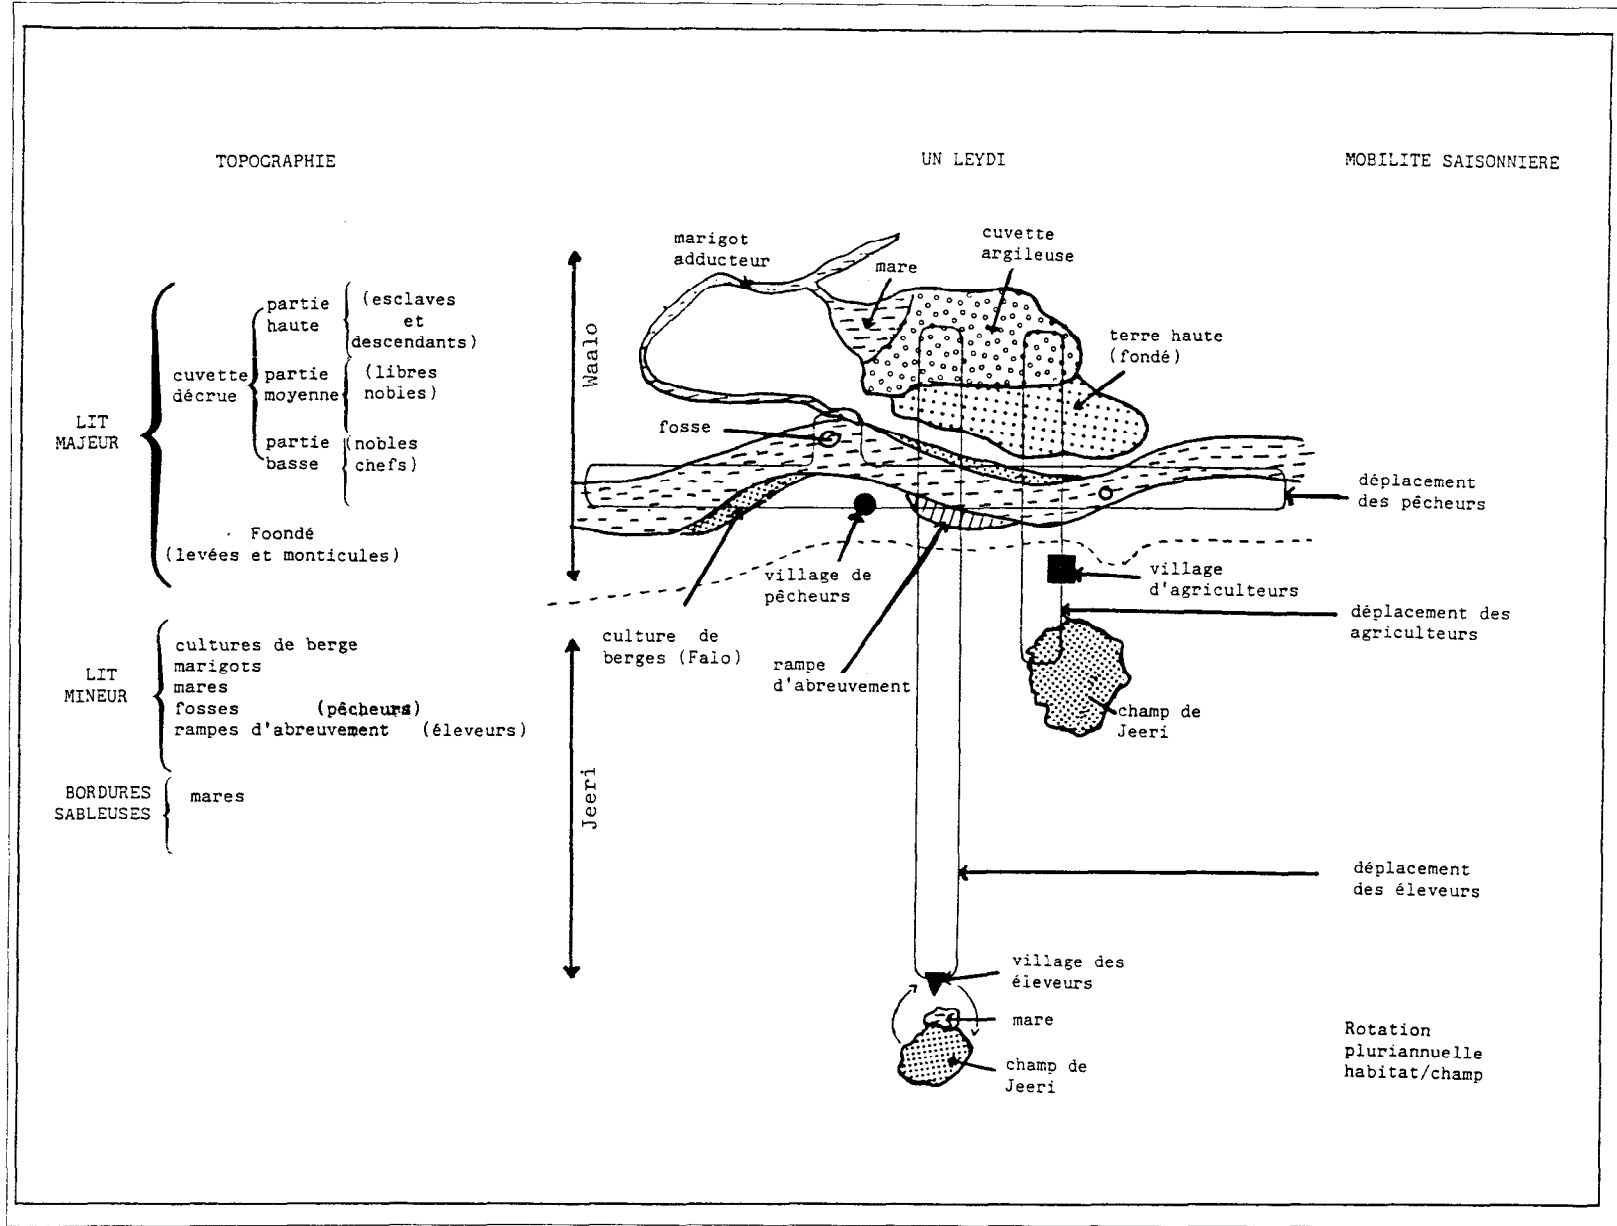 TOPOGRAPHIE
UN LEYDI
MOBILITE SAISONNIERE
LIT
MAJEUR
cuvette
décrue
partie
haute
(esclaves
et
descendants)
partie
moyenne
(libres
nobles)
partie
basse
(nobles
chefs)
Foondé
(levées et monticules)
LIT
MINEUR
cultures de berge
marigots
mares
fosses (pêcheurs)
rampes d'abreuvement (éleveurs)
BORDURES
SABLEUSES
mares
Waalo
Jeeri
marigot
adducteur
mare
cuvette
argileuse
terre haute
(fondé)
fosse
village de
pêcheurs
culture de
berges (Falo)
rampe
d'abreuvement
village
d'agriculteurs
champ de
Jeeri
village des
éleveurs
mare
champ de
Jeeri
déplacement
des pêcheurs
déplacement des
agriculteurs
déplacement
des éleveurs
Rotation
pluriannuelle
habitat/champ